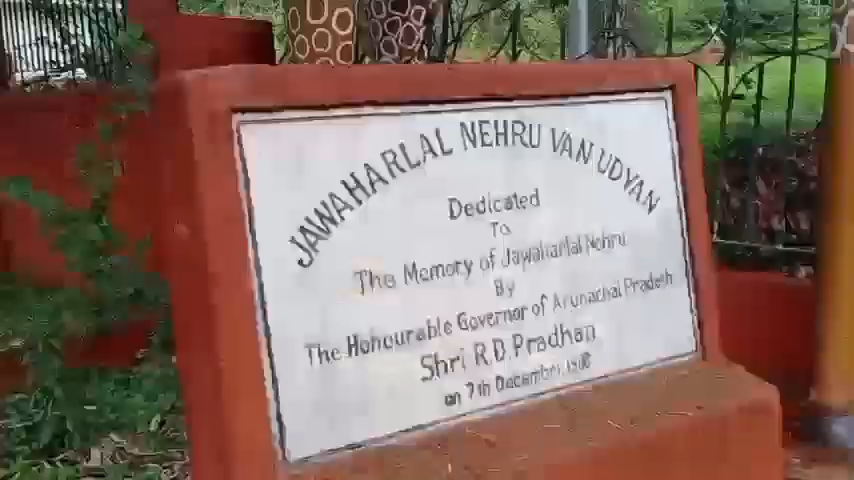 JAWAHARLAL NEHRU VAN UDYAN
Dedicated
To
The Memory of Jawaharlal Nehru
By
The Honourable Governor of Arunachal Pradesh
Shri R.D. Pradhan
on 7th December